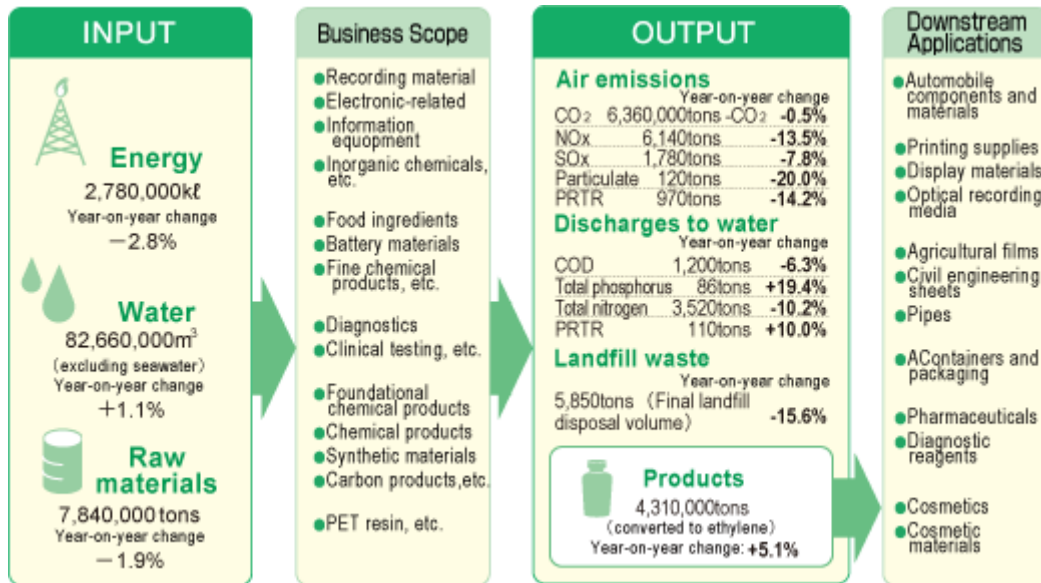 INPUT
Energy
2,780,000kℓ
Year-on-year change
−2.8%
Water
82,660,000m³
(excluding seawater)
Year-on-year change
+1.1%
Raw
materials
7,840,000 tons
Year-on-year change
−1.9%
Business Scope
●Recording material
●Electronic-related
●Information
equopment
●Inorganic chemicals,
etc.
●Food ingredients
●Battery materials
●Fine chemical
products, etc.
●Diagnostics
●Clinical testing, etc.
●Foundational
chemical products
●Chemical products
●Synthetic materials
●Carbon products,etc.
●PET resin, etc.
OUTPUT
Air emissions
Year-on-year change
CO₂ 6,360,000tons -CO₂ -0.5%
NOx 6,140tons -13.5%
SOx 1,780tons -7.8%
Particulate 120tons -20.0%
PRTR 970tons -14.2%
Discharges to water
Year-on-year change
COD 1,200tons -6.3%
Total phosphorus 86tons +19.4%
Total nitrogen 3,520tons -10.2%
PRTR 110tons +10.0%
Landfill waste
Year-on-year change
5,850tons (Final landfill
disposal volume) -15.6%
Products
4,310,000tons
(converted to ethylene)
Year-on-year change: +5.1%
Downstream
Applications
●Automobile
components and
materials
●Printing supplies
●Display materials
●Optical recording
media
●Agricultural films
●Civil engineering
sheets
●Pipes
●AContainers and
packaging
●Pharmaceuticals
●Diagnostic
reagents
●Cosmetics
●Cosmetic
materials